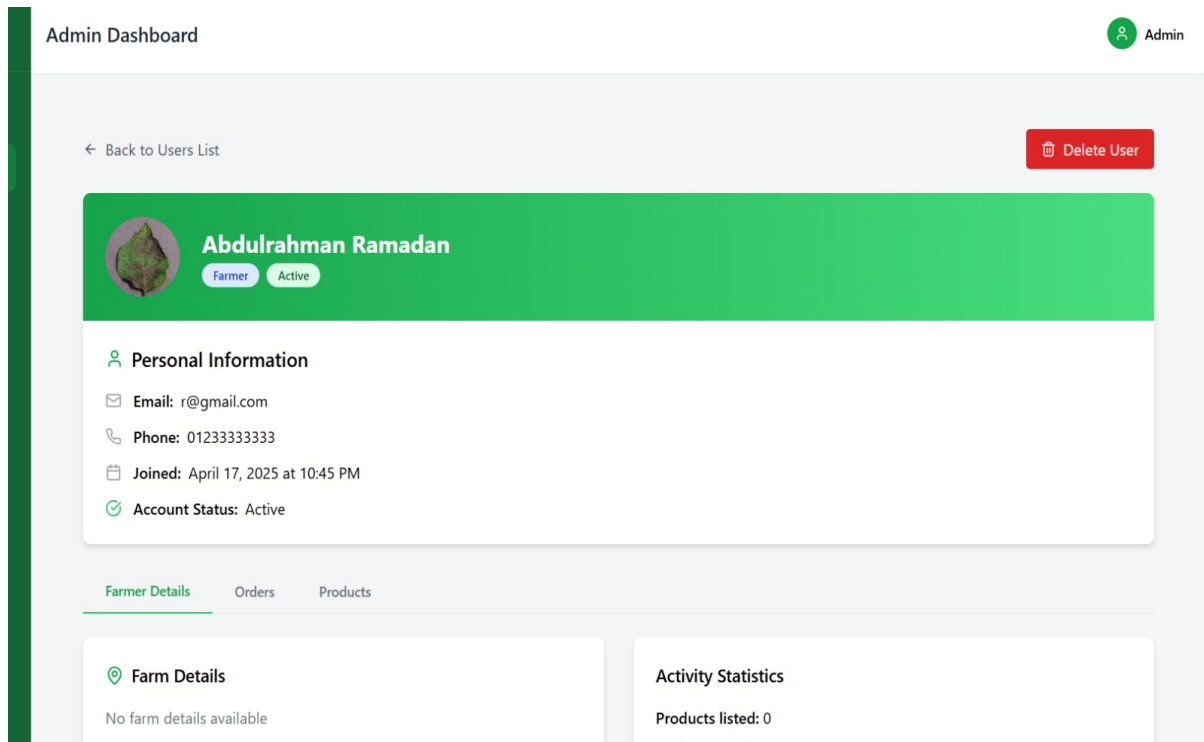 Admin Dashboard
Admin
Back to Users List
Delete User
Abdulrahman Ramadan
Farmer Active
Personal Information
Email: r@gmail.com
Phone: 01233333333
Joined: April 17, 2025 at 10:45 PM
Account Status: Active
Farmer Details Orders Products
Farm Details
No farm details available
Activity Statistics
Products listed: 0